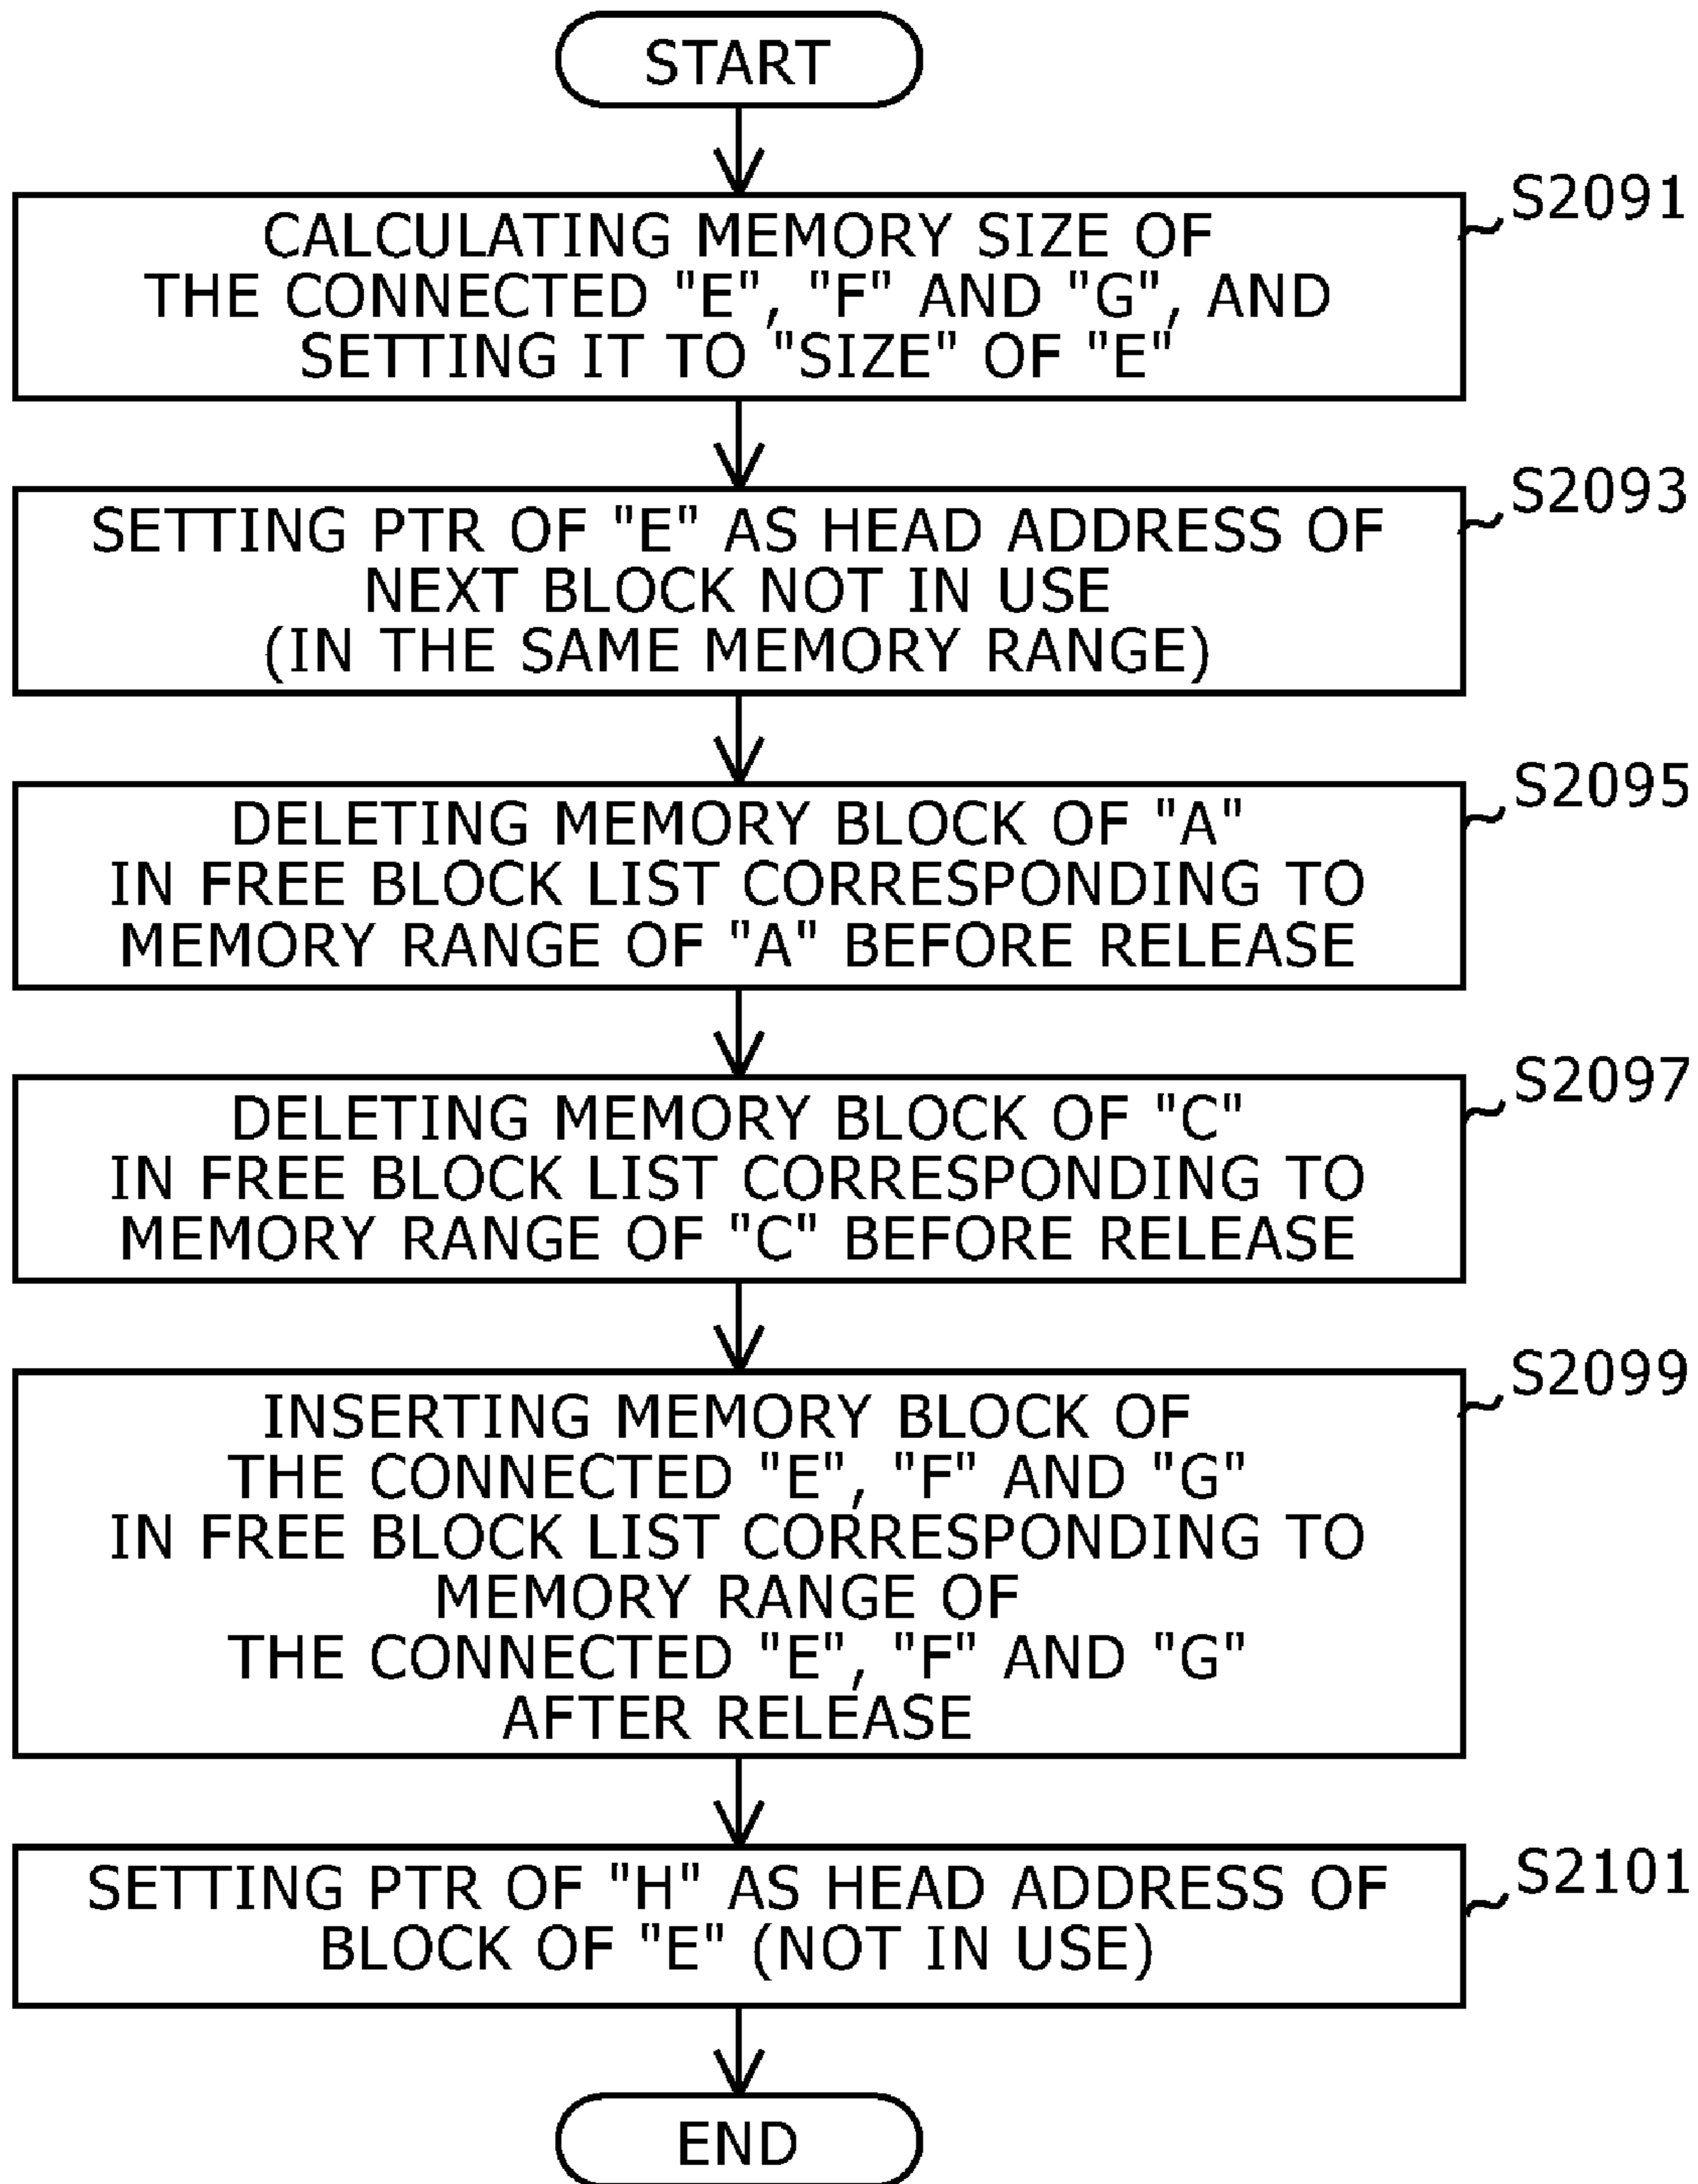 START
S2091
CALCULATING MEMORY SIZE OF
THE CONNECTED "E", "F" AND "G", AND
SETTING IT TO "SIZE" OF "E"
S2093
SETTING PTR OF "E" AS HEAD ADDRESS OF
NEXT BLOCK NOT IN USE
(IN THE SAME MEMORY RANGE)
S2095
DELETING MEMORY BLOCK OF "A"
IN FREE BLOCK LIST CORRESPONDING TO
MEMORY RANGE OF "A" BEFORE RELEASE
S2097
DELETING MEMORY BLOCK OF "C"
IN FREE BLOCK LIST CORRESPONDING TO
MEMORY RANGE OF "C" BEFORE RELEASE
S2099
INSERTING MEMORY BLOCK OF
THE CONNECTED "E", "F" AND "G"
IN FREE BLOCK LIST CORRESPONDING TO
MEMORY RANGE OF
THE CONNECTED "E", "F" AND "G"
AFTER RELEASE
S2101
SETTING PTR OF "H" AS HEAD ADDRESS OF
BLOCK OF "E" (NOT IN USE)
END